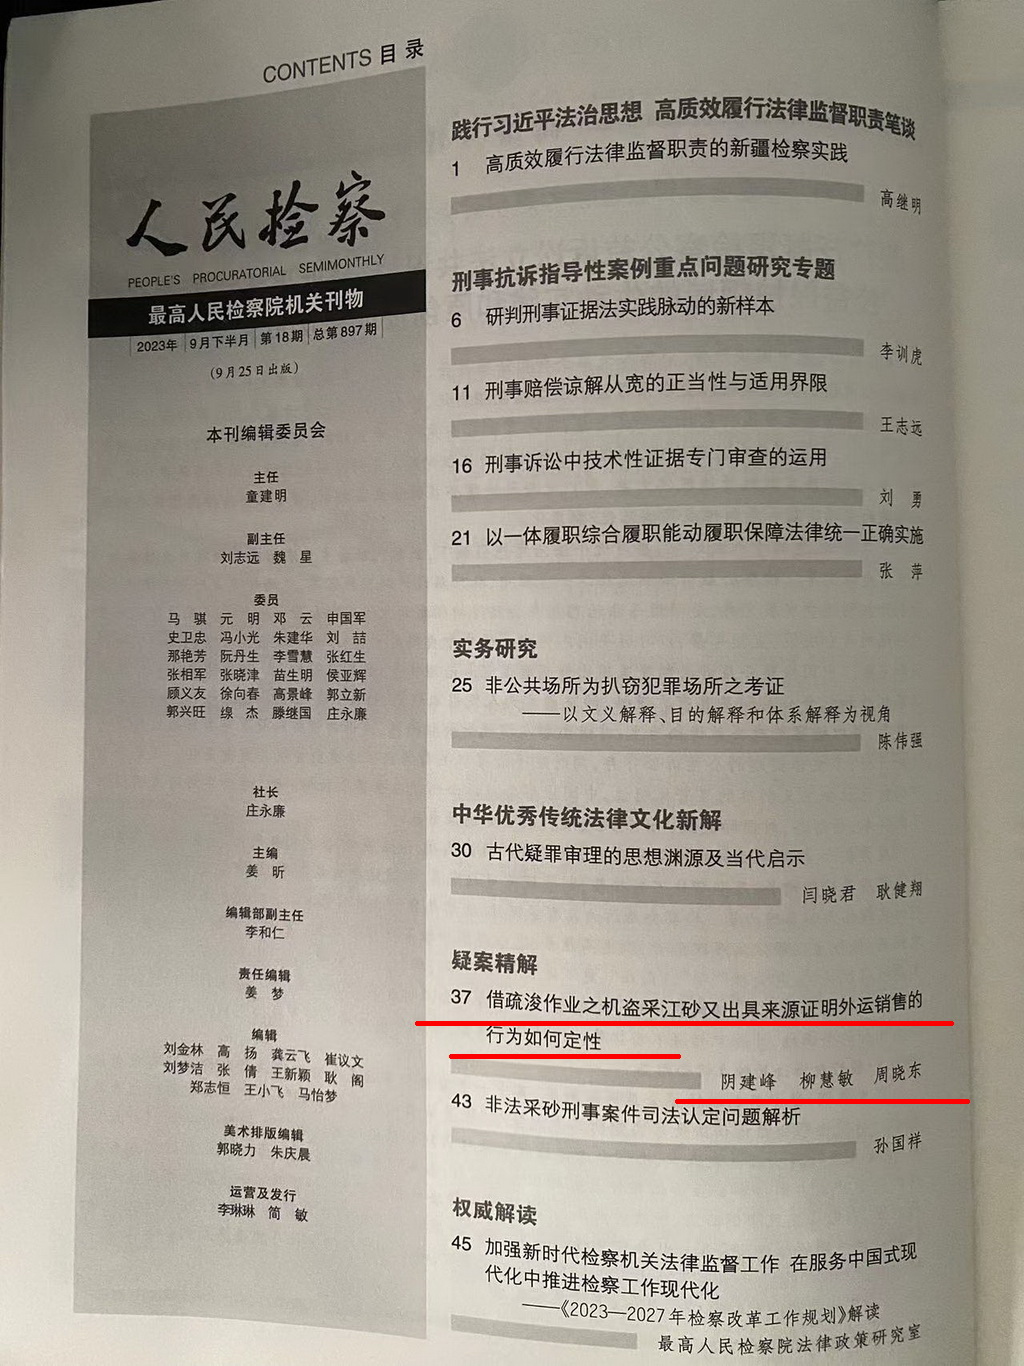 CONTENTS 目 录
人民检察
PEOPLE'S PROCURATORIAL SEMIMONTHLY
最高人民检察院机关刊物
2023年 9月下半月 第18期 总第897期
(9月25日出版)
本刊编辑委员会
主任
童建明
副主任
刘志远 魏 星
委员
马 骐 元 明 邓 云 申国军
史卫忠 冯小光 朱建华 刘 喆
那艳芳 阮丹生 李雪慧 张红生
张相军 张晓津 苗生明 侯亚辉
顾义友 徐向春 高景峰 郭立新
郭兴旺 缐 杰 滕继国 庄永廉
社长
庄永廉
主编
姜 昕
编辑部副主任
李和仁
责任编辑
姜 梦
编辑
刘金林 高 扬 龚云飞 崔议文
刘梦洁 张 倩 王新颖 耿 阁
郑志恒 王小飞 马怡梦
美术排版编辑
郭晓力 朱庆晨
运营及发行
李琳琳 简 敏
践行习近平法治思想 高质效履行法律监督职责笔谈
1 高质效履行法律监督职责的新疆检察实践
高继明
刑事抗诉指导性案例重点问题研究专题
6 研判刑事证据法实践脉动的新样本
李训虎
11 刑事赔偿谅解从宽的正当性与适用界限
王志远
16 刑事诉讼中技术性证据专门审查的运用
刘 勇
21 以一体履职综合履职能动履职保障法律统一正确实施
张 萍
实务研究
25 非公共场所为扒窃犯罪场所之考证
——以文义解释、目的解释和体系解释为视角
陈伟强
中华优秀传统法律文化新解
30 古代疑罪审理的思想渊源及当代启示
闫晓君 耿健翔
疑案精解
37 借疏浚作业之机盗采江砂又出具来源证明外运销售的
行为如何定性
阴建峰 柳慧敏 周晓东
43 非法采砂刑事案件司法认定问题解析
孙国祥
权威解读
45 加强新时代检察机关法律监督工作 在服务中国式现
代化中推进检察工作现代化
——《2023—2027年检察改革工作规划》解读
最高人民检察院法律政策研究室